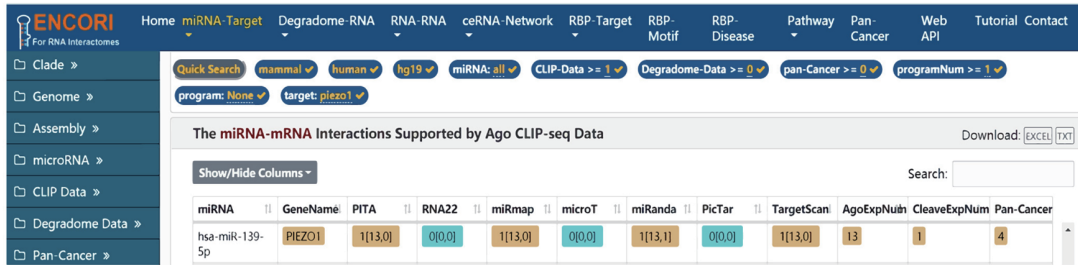 ENCORI
For RNA Interactomes
Home miRNA-Target Degradome-RNA RNA-RNA ceRNA-Network RBP-Target RBP-Motif RBP-Disease Pathway Pan-Cancer Web API Tutorial Contact
Clade »
Genome »
Assembly »
microRNA »
CLIP Data »
Degradome Data »
Pan-Cancer »
Quick Search mammal human hg19 miRNA: all CLIP-Data >= 1 Degradome-Data >= 0 pan-Cancer >= 0 programNum >= 1
program: None target: piezo1
The miRNA-mRNA Interactions Supported by Ago CLIP-seq Data Download: EXCEL TXT
Show/Hide Columns Search:
miRNA GeneName PITA RNA22 miRmap microT miRanda PicTar TargetScan AgoExpNum CleaveExpNum Pan-Cancer
hsa-miR-139-5p PIEZO1 1[13,0] 0[0,0] 1[13,0] 0[0,0] 1[13,1] 0[0,0] 1[13,0] 13 1 4